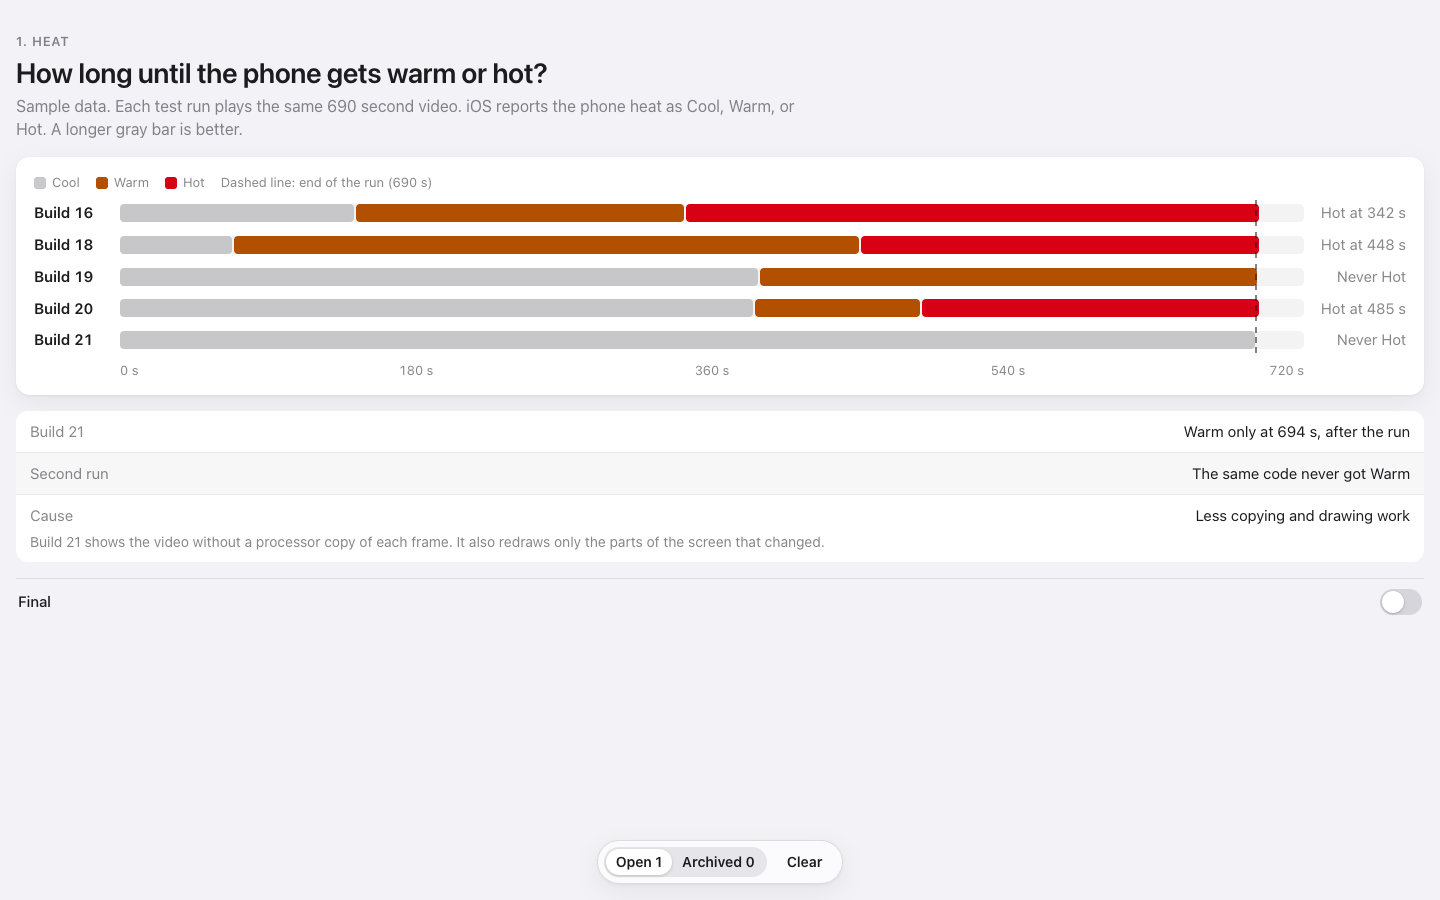 1. HEAT
How long until the phone gets warm or hot?
Sample data. Each test run plays the same 690 second video. iOS reports the phone heat as Cool, Warm, or
Hot. A longer gray bar is better.
Cool Warm Hot Dashed line: end of the run (690 s)
Build 16 Hot at 342 s
Build 18 Hot at 448 s
Build 19 Never Hot
Build 20 Hot at 485 s
Build 21 Never Hot
0 s 180 s 360 s 540 s 720 s
Build 21 Warm only at 694 s, after the run
Second run The same code never got Warm
Cause Less copying and drawing work
Build 21 shows the video without a processor copy of each frame. It also redraws only the parts of the screen that changed.
Final
Open 1 Archived 0 Clear